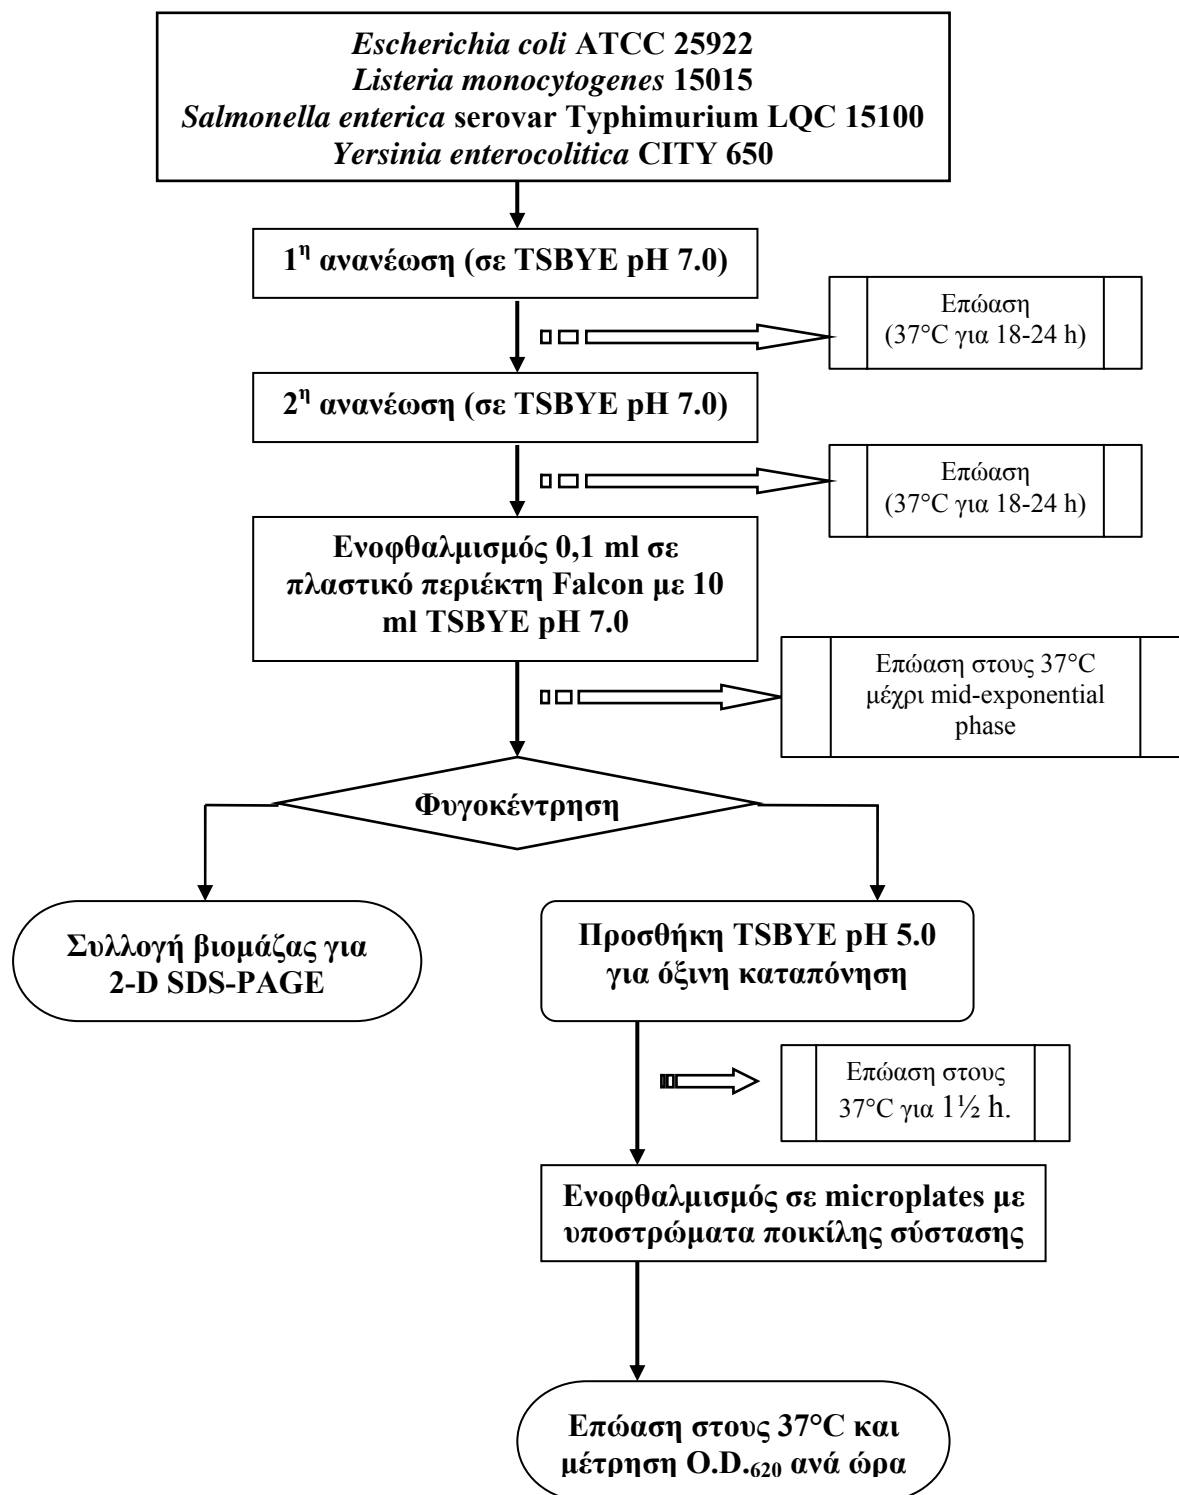 Escherichia coli ATCC 25922
Listeria monocytogenes 15015
Salmonella enterica serovar Typhimurium LQC 15100
Yersinia enterocolitica CITY 650
1η ανανέωση (σε TSBYE pH 7.0)
Επώαση
(37°C για 18-24 h)
2η ανανέωση (σε TSBYE pH 7.0)
Επώαση
(37°C για 18-24 h)
Ενοφθαλμισμός 0,1 ml σε
πλαστικό περιέκτη Falcon με 10
ml TSBYE pH 7.0
Επώαση στους 37°C
μέχρι mid-exponential
phase
Φυγοκέντρηση
Συλλογή βιομάζας για
2-D SDS-PAGE
Προσθήκη TSBYE pH 5.0
για όξινη καταπόνηση
Επώαση στους
37°C για 1½ h.
Ενοφθαλμισμός σε microplates με
υποστρώματα ποικίλης σύστασης
Επώαση στους 37°C και
μέτρηση O.D.620 ανά ώρα